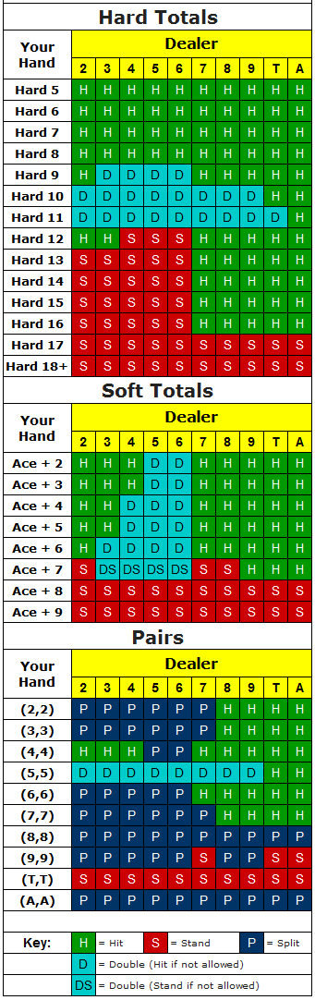 Hard Totals
Your Hand Dealer
2 3 4 5 6 7 8 9 T A
Hard 5 H H H H H H H H H H
Hard 6 H H H H H H H H H H
Hard 7 H H H H H H H H H H
Hard 8 H H H H H H H H H H
Hard 9 H D D D D H H H H H
Hard 10 D D D D D D D D H H
Hard 11 D D D D D D D D D H
Hard 12 H H S S S H H H H H
Hard 13 S S S S S H H H H H
Hard 14 S S S S S H H H H H
Hard 15 S S S S S H H H H H
Hard 16 S S S S S H H H H H
Hard 17 S S S S S S S S S S
Hard 18+ S S S S S S S S S S
Soft Totals
Your Hand Dealer
2 3 4 5 6 7 8 9 T A
Ace + 2 H H H D D H H H H H
Ace + 3 H H H D D H H H H H
Ace + 4 H H D D D H H H H H
Ace + 5 H H D D D H H H H H
Ace + 6 H D D D D H H H H H
Ace + 7 S DS DS DS DS S S H H H
Ace + 8 S S S S S S S S S S
Ace + 9 S S S S S S S S S S
Pairs
Your Hand Dealer
2 3 4 5 6 7 8 9 T A
(2,2) P P P P P P H H H H
(3,3) P P P P P P H H H H
(4,4) H H H P P H H H H H
(5,5) D D D D D D D D H H
(6,6) P P P P P H H H H H
(7,7) P P P P P P H H H H
(8,8) P P P P P P P P P P
(9,9) P P P P P S P P S S
(T,T) S S S S S S S S S S
(A,A) P P P P P P P P P P
Key: H = Hit S = Stand P = Split
D = Double (Hit if not allowed)
DS = Double (Stand if not allowed)